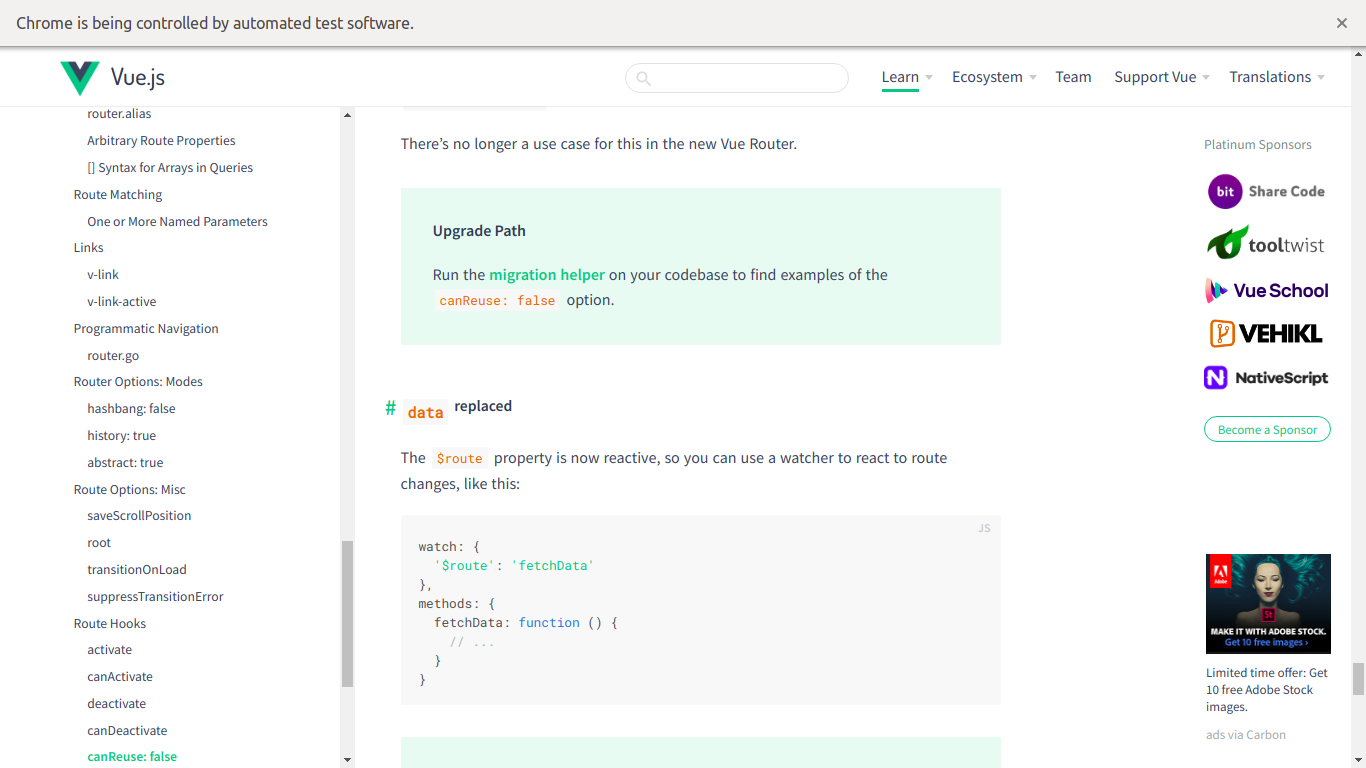 Chrome is being controlled by automated test software.
Vue.js
Learn
Ecosystem
Team
Support Vue
Translations
router.alias
Arbitrary Route Properties
[] Syntax for Arrays in Queries
Route Matching
One or More Named Parameters
Links
v-link
v-link-active
Programmatic Navigation
router.go
Router Options: Modes
hashbang: false
history: true
abstract: true
Route Options: Misc
saveScrollPosition
root
transitionOnLoad
suppressTransitionError
Route Hooks
activate
canActivate
deactivate
canDeactivate
canReuse: false
There’s no longer a use case for this in the new Vue Router.
Upgrade Path
Run the migration helper on your codebase to find examples of the
canReuse: false option.
# data replaced
The $route property is now reactive, so you can use a watcher to react to route
changes, like this:
JS
watch: {
'$route': 'fetchData'
},
methods: {
fetchData: function () {
// ...
}
}
Platinum Sponsors
bit Share Code
tooltwist
Vue School
VEHIKL
NativeScript
Become a Sponsor
Adobe
St
MAKE IT WITH ADOBE STOCK.
Get 10 free images ›
Limited time offer: Get
10 free Adobe Stock
images.
ads via Carbon